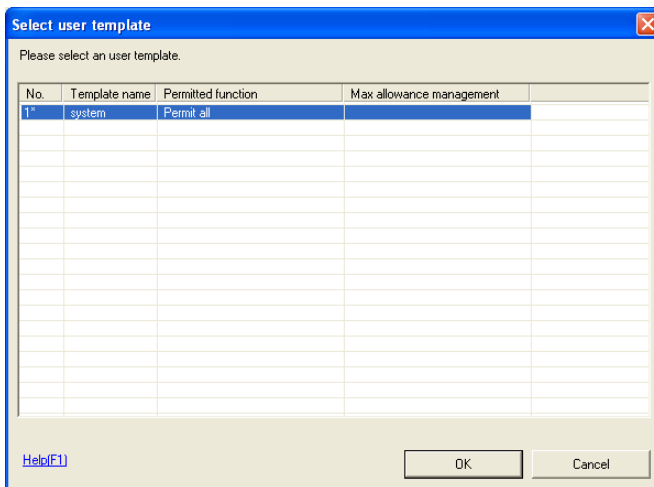 Select user template
Please select an user template.
No. Template name Permitted function Max allowance management
1* system Permit all
Help(F1) OK Cancel